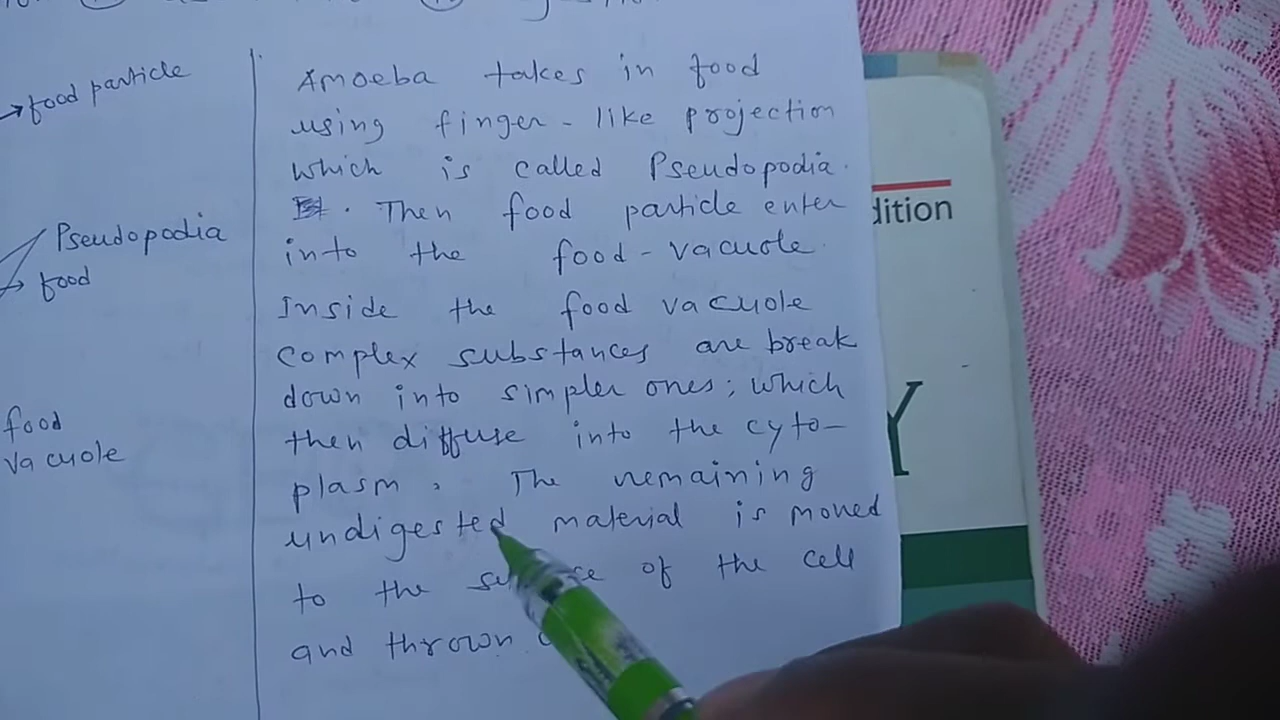 food particle
Pseudopodia
food
food
vacuole
Amoeba takes in food
using finger-like projection
which is called Pseudopodia.
. Then food particle enter
into the food-vacuole.
Inside the food vacuole
complex substances are break
down into simpler ones; which
then diffuse into the cyto-
plasm. The remaining
undigested material is moved
to the of the cell
and thrown
dition
Y